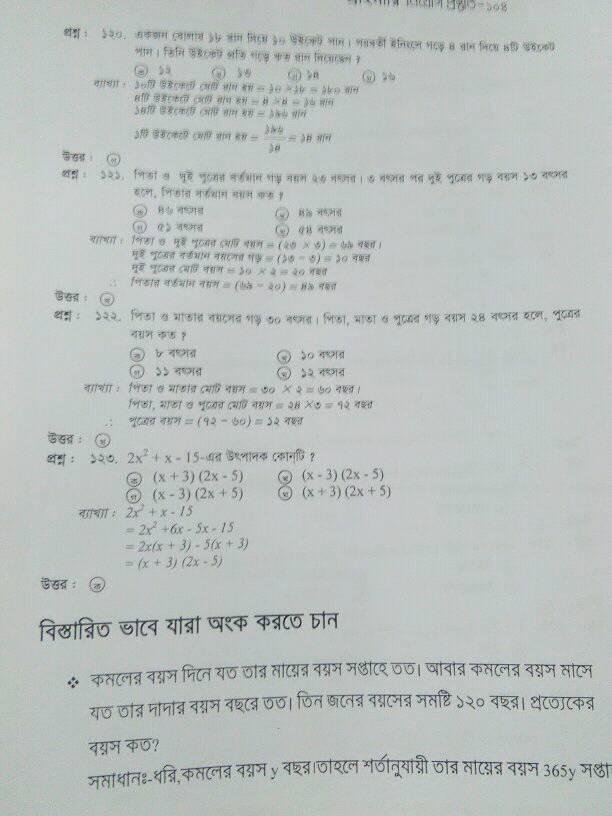 প্রস্তুতি-১০৪
প্রশ্ন : ১২০. একজন বোলার ১৮ রান দিয়ে ১০ উইকেট পান। পরবর্তী ইনিংসে গড়ে ৪ রান দিয়ে ৪টি উইকেট
পান। তিনি উইকেট প্রতি গড়ে কত রান দিয়েছেন ?
ক ১২ খ ১৩ গ ১৪ ঘ ১৬
ব্যাখ্যা : ১০টি উইকেটে মোট রান হয় = ১০ × ১৮ = ১৮০ রান
৪টি উইকেটে মোট রান হয় = ৪ × ৪ = ১৬ রান
১৪টি উইকেটে মোট রান হয় = ১৯৬ রান
১টি উইকেটে মোট রান হয় = ১৯৬/১৪ = ১৪ রান
উত্তর : গ
প্রশ্ন : ১২১. পিতা ও দুই পুত্রের বর্তমান গড় বয়স ২৩ বৎসর। ৩ বৎসর পর দুই পুত্রের গড় বয়স ১৩ বৎসর
হলে, পিতার বর্তমান বয়স কত ?
ক ৪৬ বৎসর খ ৪৯ বৎসর
গ ৫১ বৎসর ঘ ৫৪ বৎসর
ব্যাখ্যা : পিতা ও দুই পুত্রের মোট বয়স = (২৩ × ৩) = ৬৯ বছর।
দুই পুত্রের বর্তমান বয়সের গড় = (১৩ - ৩) = ১০ বছর
দুই পুত্রের মোট বয়স = ১০ × ২ = ২০ বছর
∴ পিতার বর্তমান বয়স = (৬৯ - ২০) = ৪৯ বছর
উত্তর : খ
প্রশ্ন : ১২২. পিতা ও মাতার বয়সের গড় ৩০ বৎসর। পিতা, মাতা ও পুত্রের গড় বয়স ২৪ বৎসর হলে, পুত্রের
বয়স কত ?
ক ৮ বৎসর খ ১০ বৎসর
গ ১১ বৎসর ঘ ১২ বৎসর
ব্যাখ্যা : পিতা ও মাতার মোট বয়স = ৩০ × ২ = ৬০ বছর।
পিতা, মাতা ও পুত্রের মোট বয়স = ২৪ × ৩ = ৭২ বছর
∴ পুত্রের বয়স = (৭২ - ৬০) = ১২ বছর
উত্তর : ঘ
প্রশ্ন : ১২৩. 2x² + x - 15-এর উৎপাদক কোনটি ?
ক (x + 3) (2x - 5) খ (x - 3) (2x - 5)
গ (x - 3) (2x + 5) ঘ (x + 3) (2x + 5)
ব্যাখ্যা : 2x² + x - 15
= 2x² +6x - 5x - 15
= 2x(x + 3) - 5(x + 3)
= (x + 3) (2x - 5)
উত্তর : ক
বিস্তারিত ভাবে যারা অংক করতে চান
❖ কমলের বয়স দিনে যত তার মায়ের বয়স সপ্তাহে তত। আবার কমলের বয়স মাসে
যত তার দাদার বয়স বছরে তত। তিন জনের বয়সের সমষ্টি ১২০ বছর। প্রত্যেকের
বয়স কত?
সমাধানঃ-ধরি,কমলের বয়স y বছর।তাহলে শর্তানুযায়ী তার মায়ের বয়স 365y সপ্তা